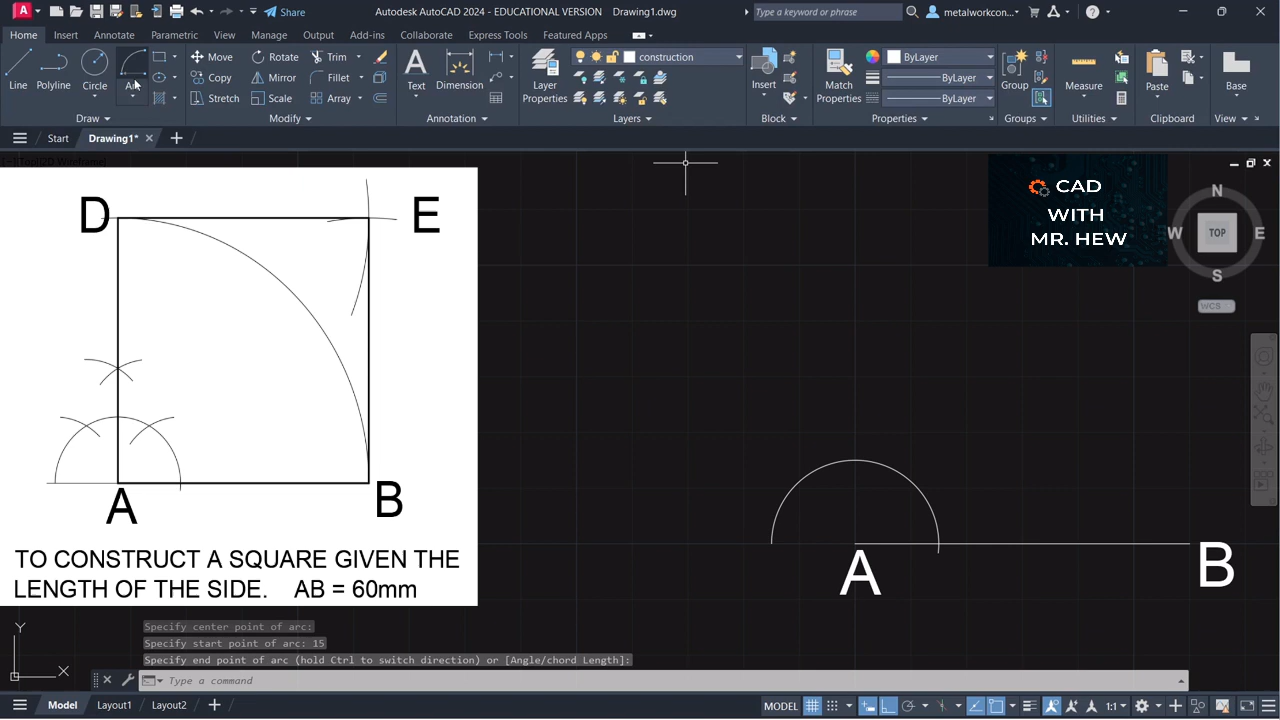 Share
Autodesk AutoCAD 2024 - EDUCATIONAL VERSION Drawing1.dwg
Type a keyword or phrase
metalworkcon...
Home Insert Annotate Parametric View Manage Output Add-ins Collaborate Express Tools Featured Apps
Line Polyline Circle Arc
Move Rotate Trim
Copy Mirror Fillet
Stretch Scale Array
Text Dimension
Layer Properties
construction
Insert
Match Properties
ByLayer
ByLayer
ByLayer
Group
Measure
Paste
Base
Draw Modify Annotation Layers Block Properties Groups Utilities Clipboard View
Start Drawing1*
[-][Top][2D Wireframe]
D E
A B
TO CONSTRUCT A SQUARE GIVEN THE
LENGTH OF THE SIDE. AB = 60mm
CAD
WITH
MR. HEW
N
W TOP E
S
WCS
A B
Y
X
Specify center point of arc:
Specify start point of arc: 15
Specify end point of arc (hold Ctrl to switch direction) or [Angle/chord Length]:
Type a command
Model Layout1 Layout2
MODEL
1:1